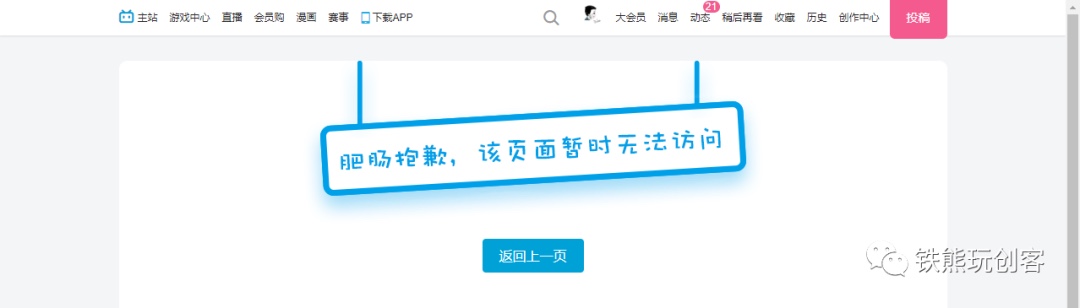 主站 游戏中心 直播 会员购 漫画 赛事 下载APP 大会员 消息 动态 21 稍后再看 收藏 历史 创作中心 投稿
肥肠抱歉，该页面暂时无法访问
返回上一页
铁熊玩创客